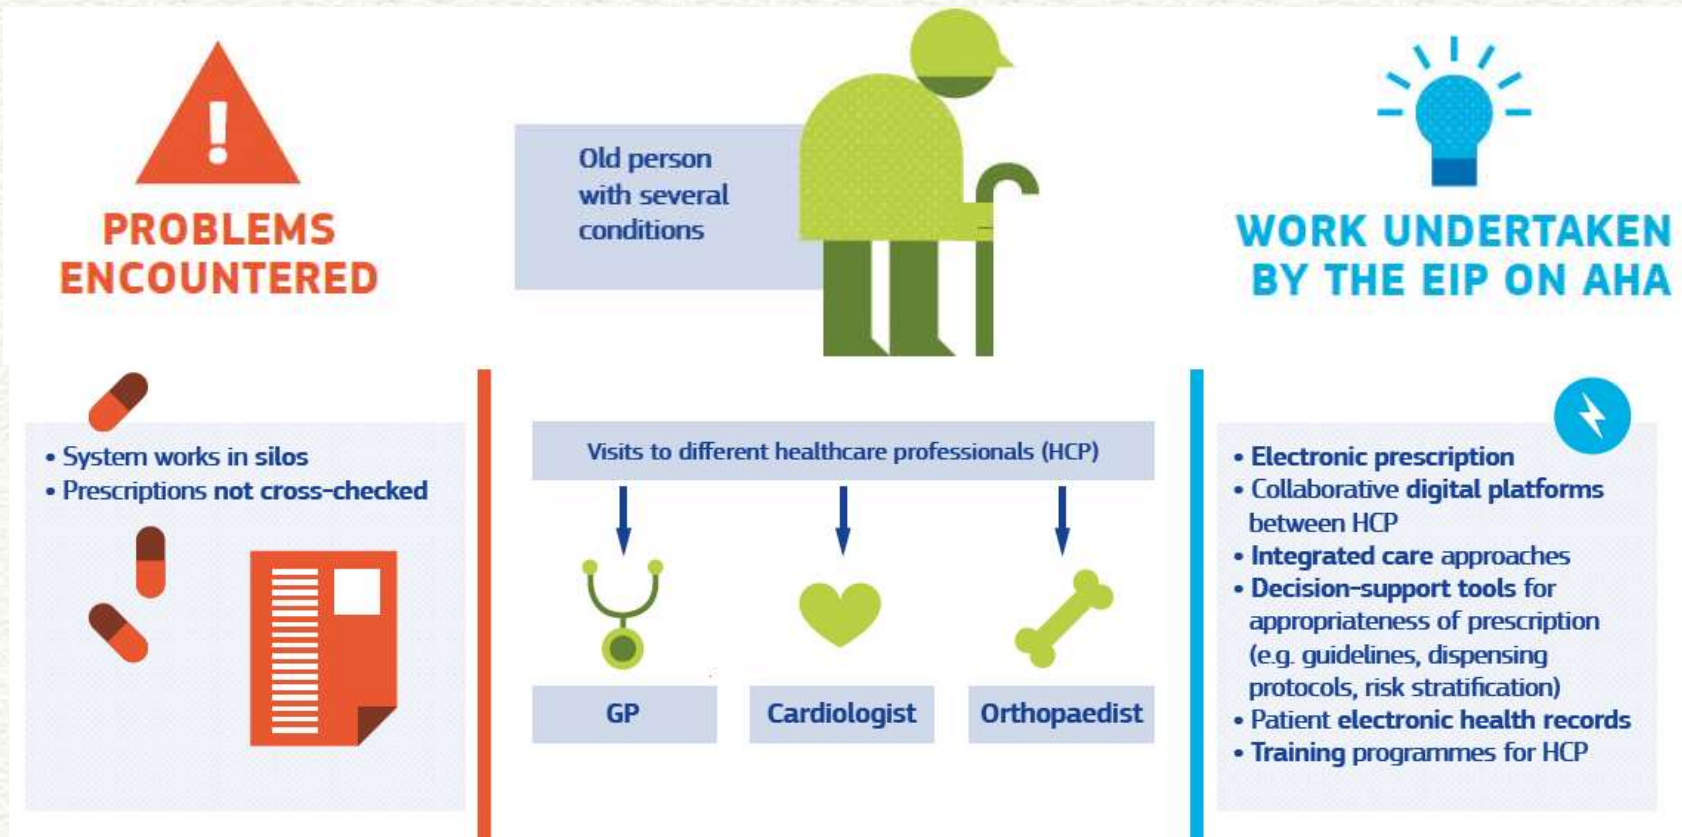 !
PROBLEMS
ENCOUNTERED
Old person
with several
conditions
WORK UNDERTAKEN
BY THE EIP ON AHA
• System works in silos
• Prescriptions not cross-checked
Visits to different healthcare professionals (HCP)
GP
Cardiologist
Orthopaedist
• Electronic prescription
• Collaborative digital platforms
between HCP
• Integrated care approaches
• Decision-support tools for
appropriateness of prescription
(e.g. guidelines, dispensing
protocols, risk stratification)
• Patient electronic health records
• Training programmes for HCP